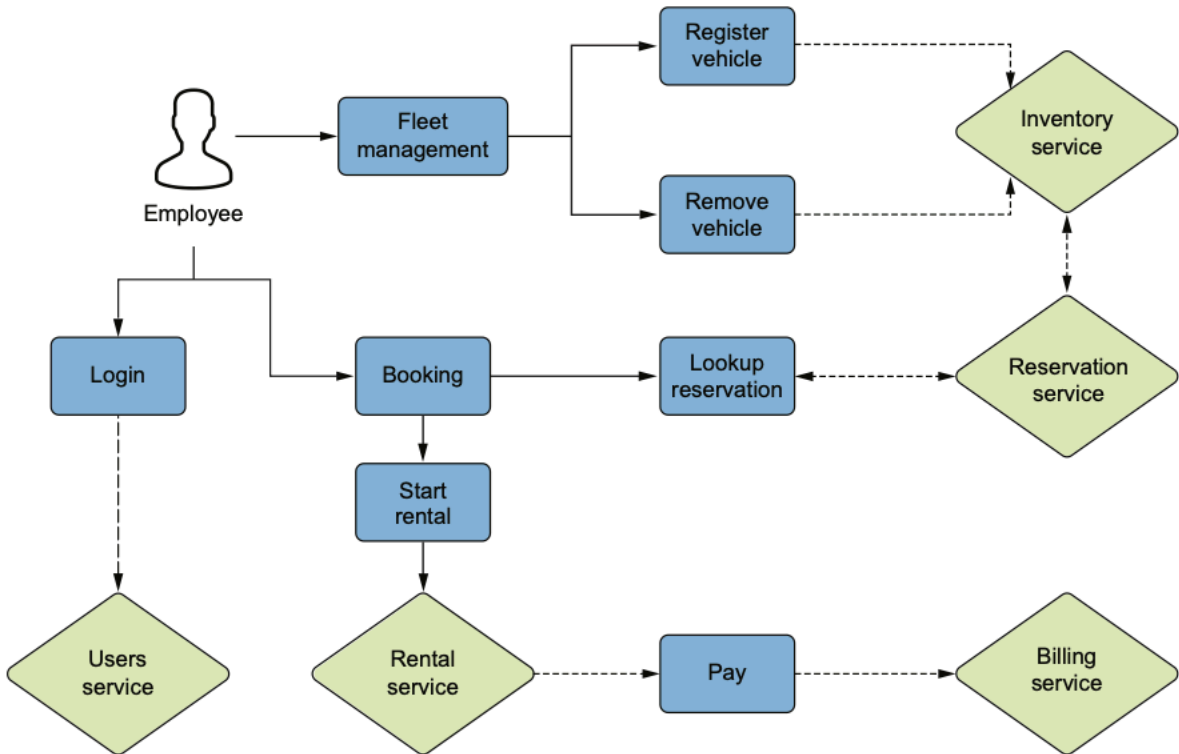 Register
vehicle
Fleet
management
Inventory
service
Employee
Remove
vehicle
Login
Booking
Lookup
reservation
Reservation
service
Start
rental
Users
service
Rental
service
Pay
Billing
service